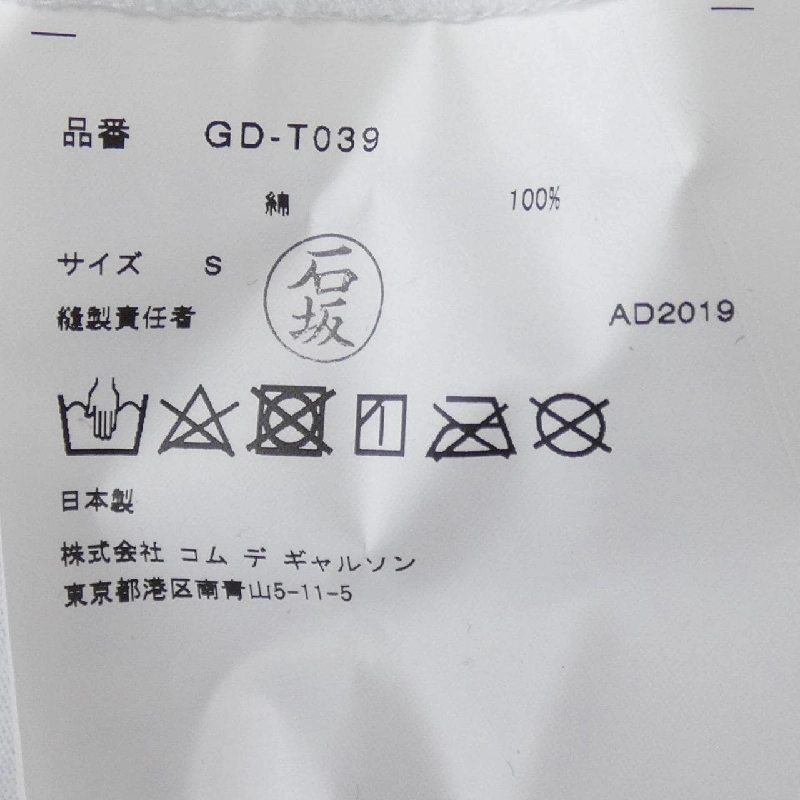 品番 GD-T039
綿 100%
サイズ S
石坂
縫製責任者 AD2019
日本製
株式会社 コム デ ギャルソン
東京都港区南青山5-11-5